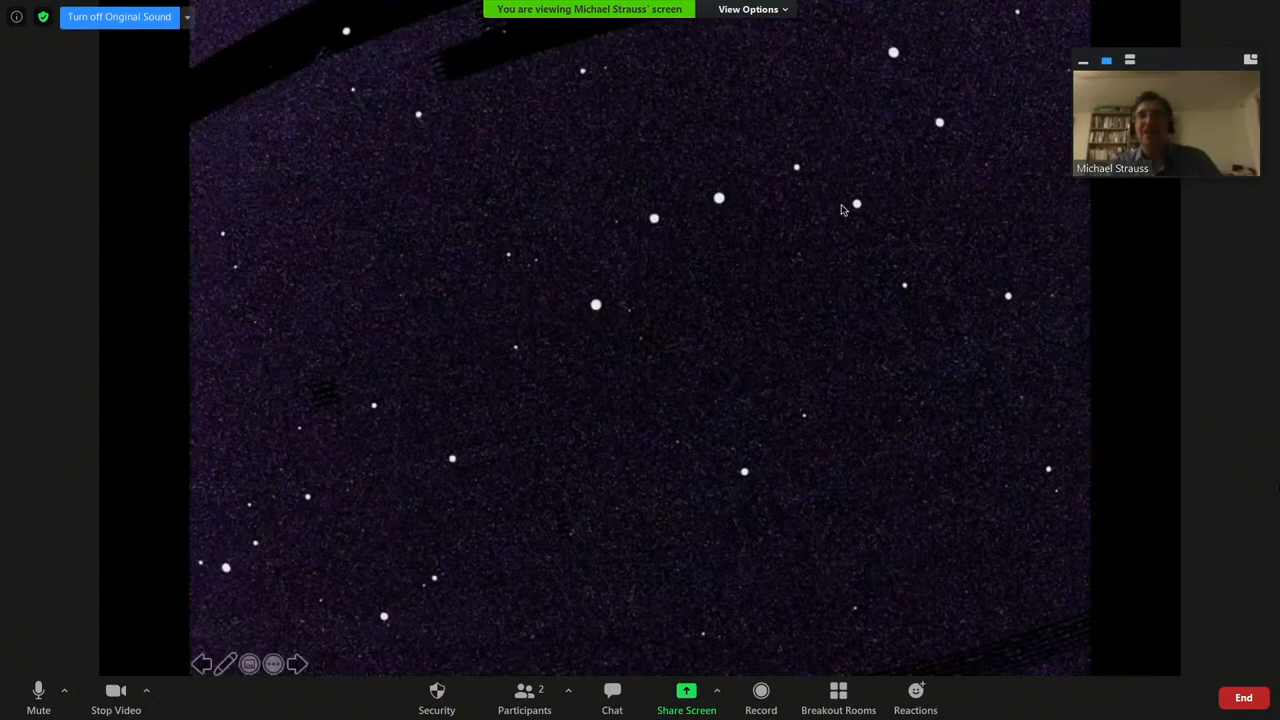 Turn off Original Sound
You are viewing Michael Strauss' screen
View Options
Michael Strauss
Mute
Stop Video
Security
2
Participants
Chat
Share Screen
Record
Breakout Rooms
Reactions
End